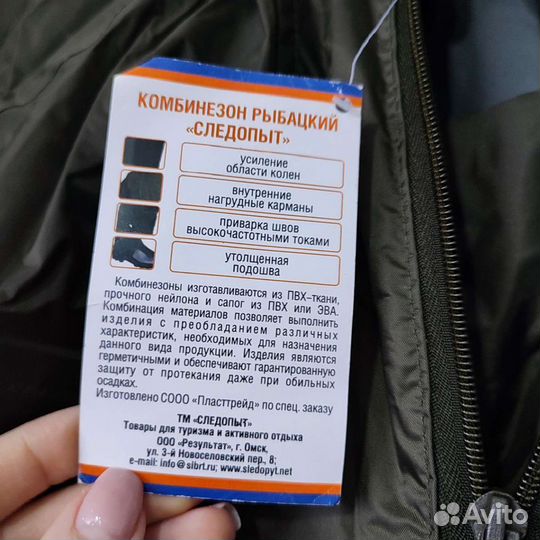 КОМБИНЕЗОН РЫБАЦКИЙ
«СЛЕДОПЫТ»
усиление
области колен
внутренние
нагрудные карманы
приварка швов
высокочастотными токами
утолщенная
подошва
Комбинезоны изготавливаются из ПВХ-ткани,
прочного нейлона и сапог из ПВХ или ЭВА.
Комбинация материалов позволяет выполнить
изделия с преобладанием различных
характеристик, необходимых для назначения
данного вида продукции. Изделия являются
герметичными и обеспечивают гарантированную
защиту от протекания даже при обильных
осадках.
Изготовлено СООО «Пласттрейд» по спец. заказу
ТМ «СЛЕДОПЫТ»
Товары для туризма и активного отдыха
ООО «Результат», г. Омск,
ул. 3-й Новоселовский пер., 8;
e-mail: info@sibrt.ru; www.sledopyt.net
Avito